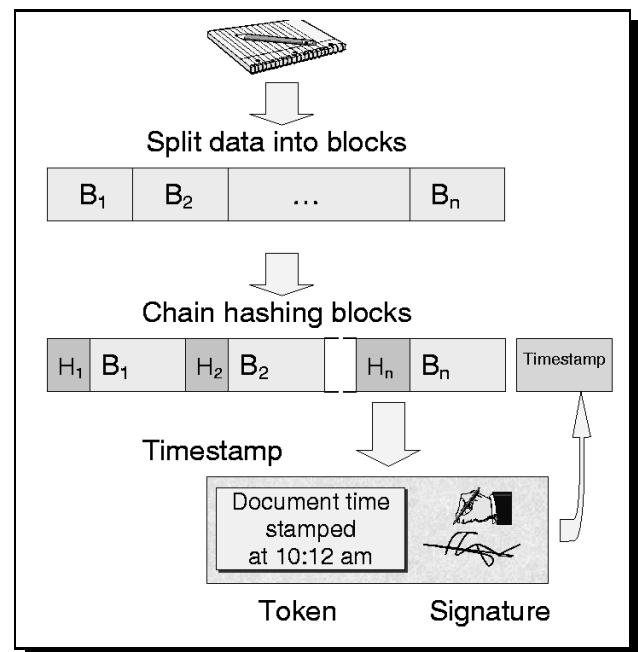 Split data into blocks
B₁ B₂ ... Bₙ
Chain hashing blocks
H₁ B₁ H₂ B₂ Hₙ Bₙ Timestamp
Timestamp
Document time
stamped
at 10:12 am
Token Signature